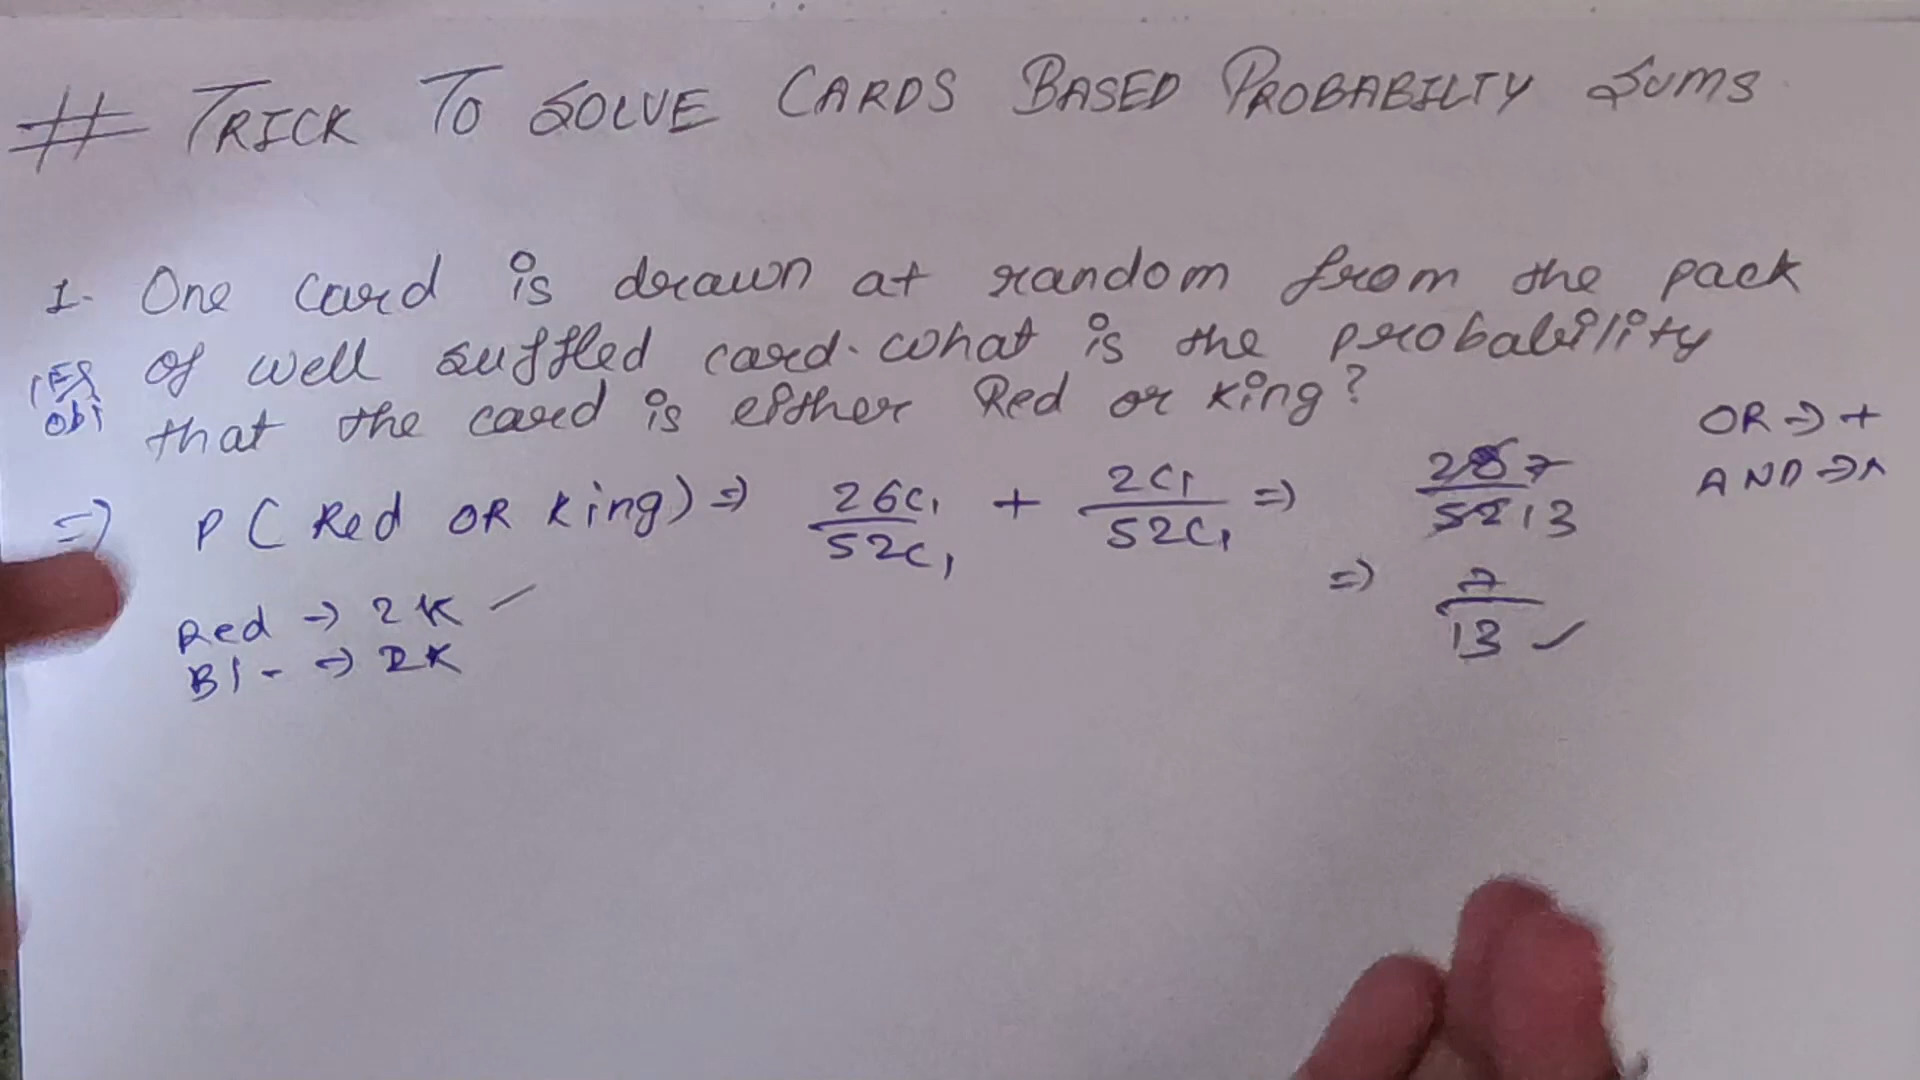 # TRICK TO SOLVE CARDS BASED PROBABILTY SUMS
1. One card is drawn at random from the pack
of well suffled card. what is the probability
that the card is either Red or king?
IES
obj
OR => +
AND => ×
=> P( Red OR king) => 26C₁/52C₁ + 2C₁/52C₁ => 28 7/52 13
=> 7/13 ✓
Red -> 2K ✓
Bl - -> 2K